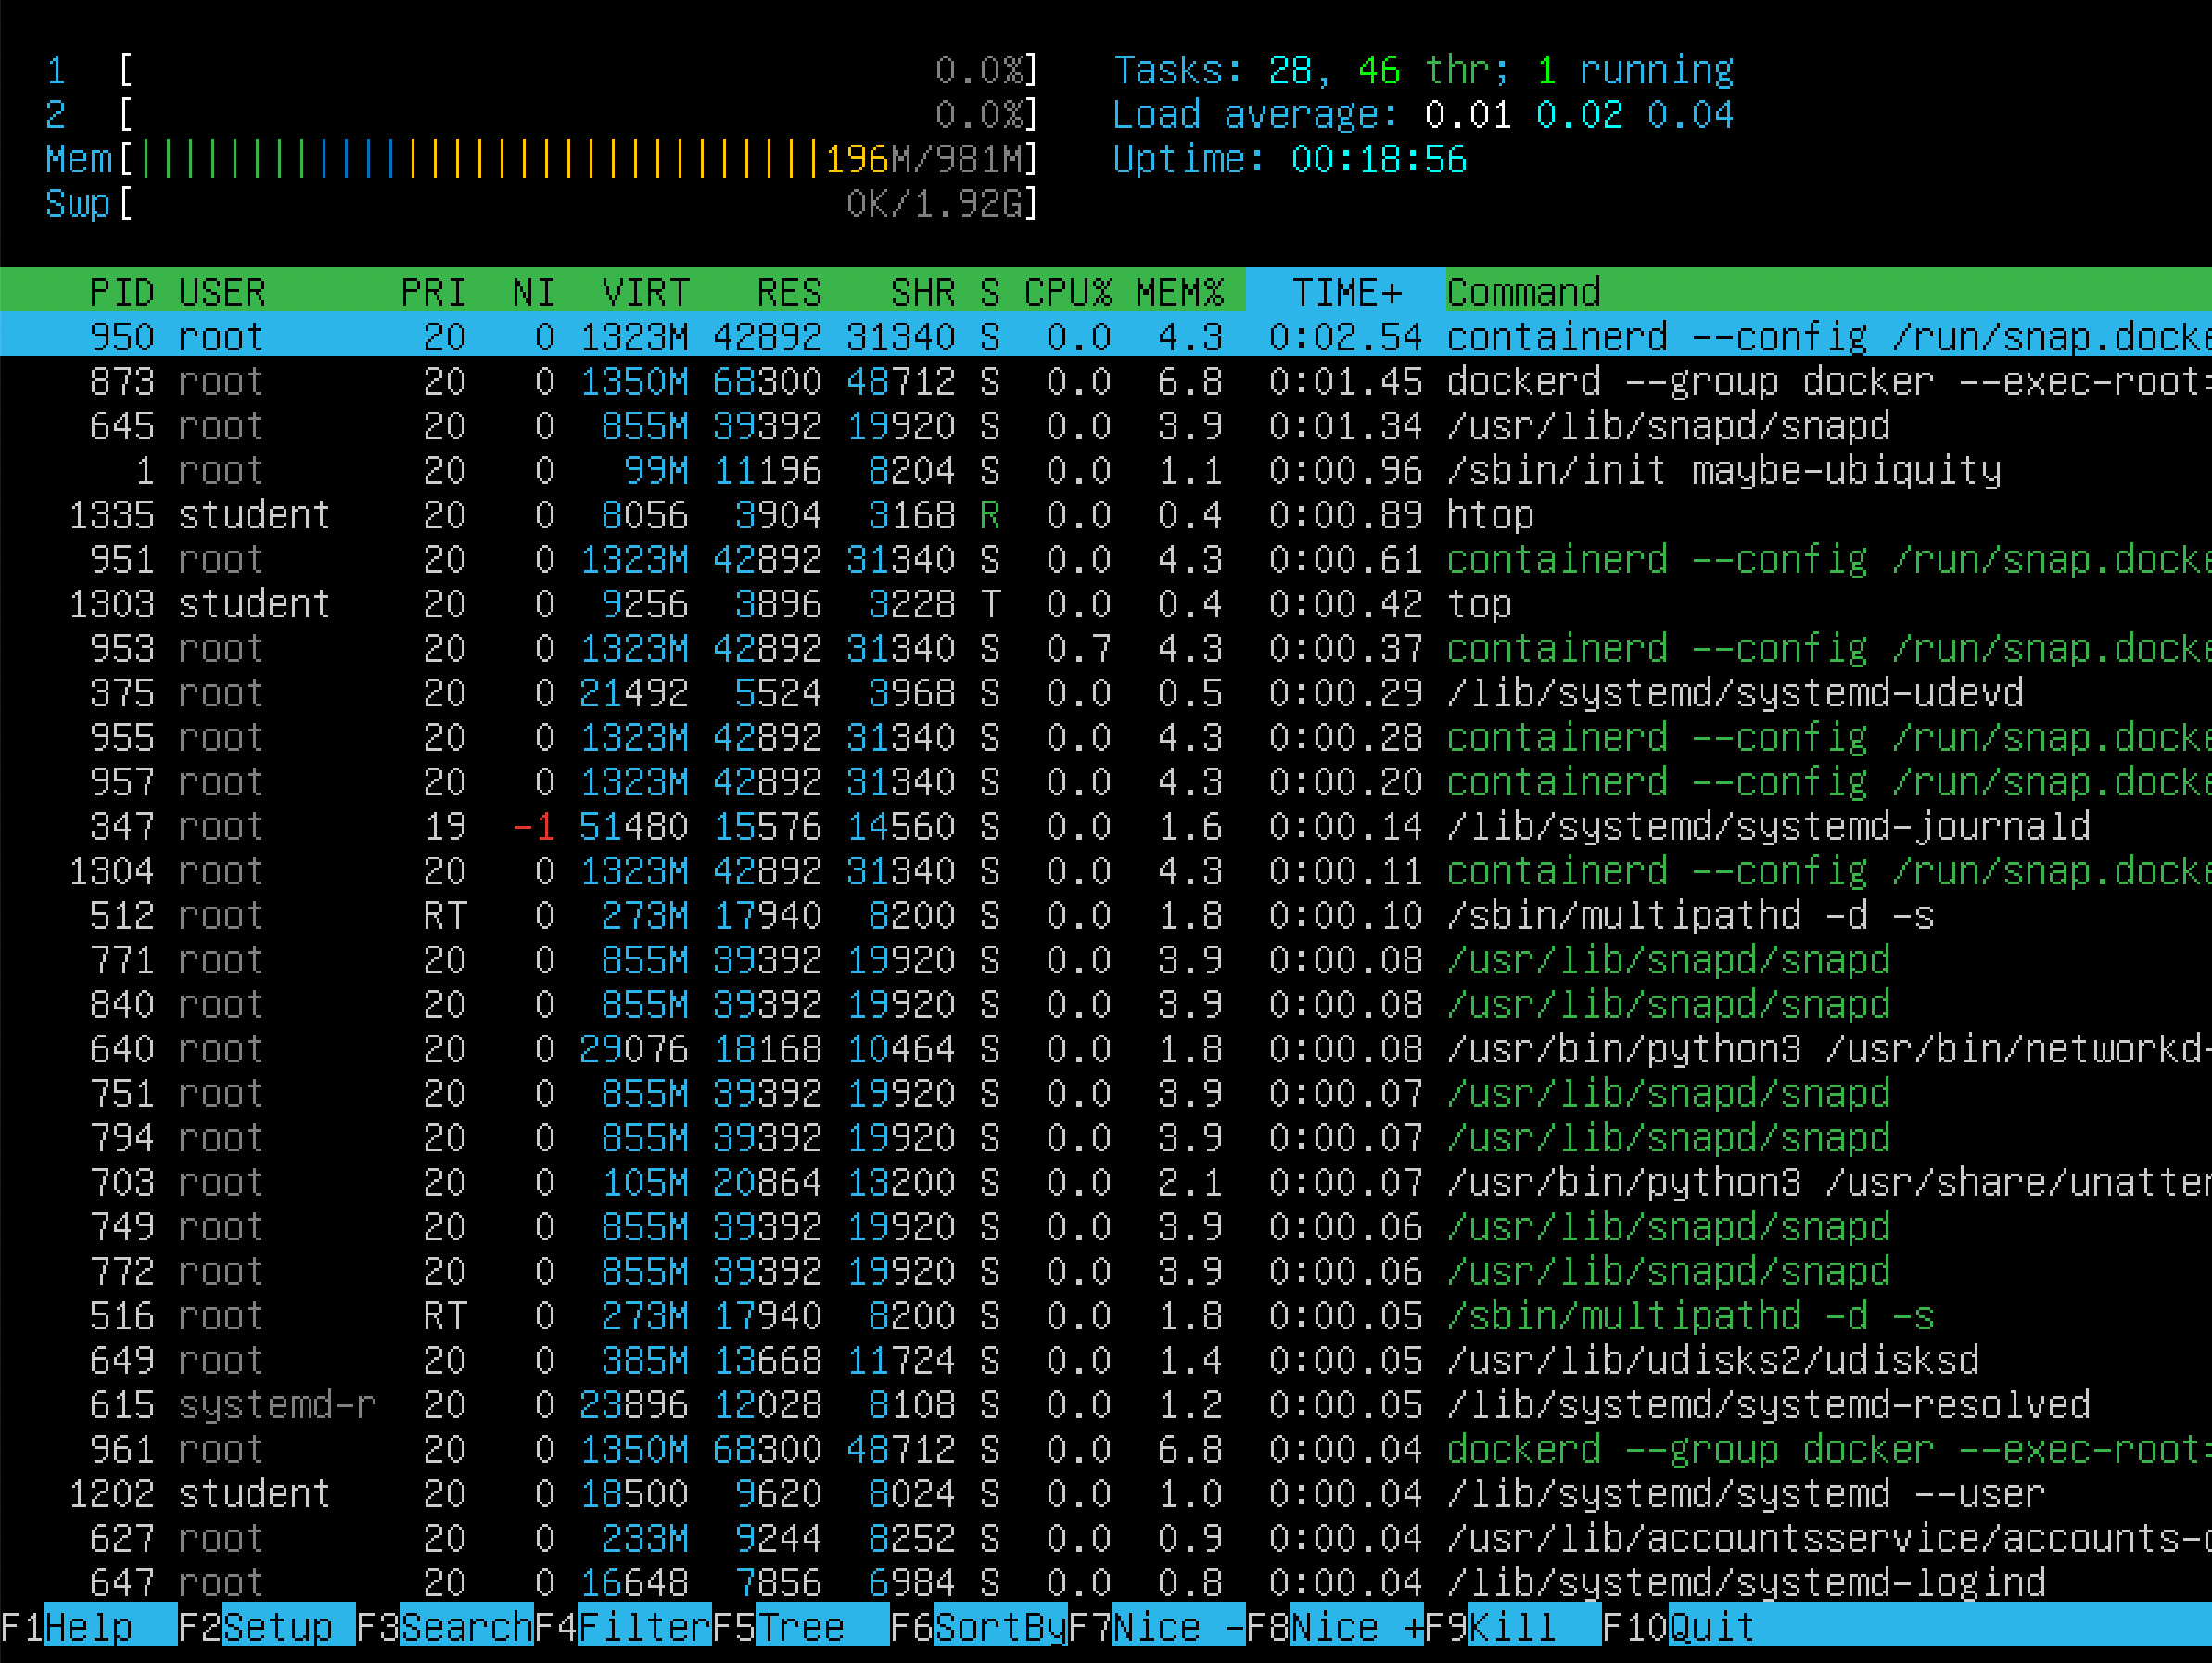 1 [ 0.0%] Tasks: 28, 46 thr; 1 running
2 [ 0.0%] Load average: 0.01 0.02 0.04
Mem[|||||||||||||||||||||||||||||||196M/981M] Uptime: 00:18:56
Swp[ 0K/1.92G]
PID USER PRI NI VIRT RES SHR S CPU% MEM% TIME+ Command
950 root 20 0 1323M 42892 31340 S 0.0 4.3 0:02.54 containerd --config /run/snap.docke
873 root 20 0 1350M 68300 48712 S 0.0 6.8 0:01.45 dockerd --group docker --exec-root=
645 root 20 0 855M 39392 19920 S 0.0 3.9 0:01.34 /usr/lib/snapd/snapd
1 root 20 0 99M 11196 8204 S 0.0 1.1 0:00.96 /sbin/init maybe-ubiquity
1335 student 20 0 8056 3904 3168 R 0.0 0.4 0:00.89 htop
951 root 20 0 1323M 42892 31340 S 0.0 4.3 0:00.61 containerd --config /run/snap.docke
1303 student 20 0 9256 3896 3228 T 0.0 0.4 0:00.42 top
953 root 20 0 1323M 42892 31340 S 0.7 4.3 0:00.37 containerd --config /run/snap.docke
375 root 20 0 21492 5524 3968 S 0.0 0.5 0:00.29 /lib/systemd/systemd-udevd
955 root 20 0 1323M 42892 31340 S 0.0 4.3 0:00.28 containerd --config /run/snap.docke
957 root 20 0 1323M 42892 31340 S 0.0 4.3 0:00.20 containerd --config /run/snap.docke
347 root 19 -1 51480 15576 14560 S 0.0 1.6 0:00.14 /lib/systemd/systemd-journald
1304 root 20 0 1323M 42892 31340 S 0.0 4.3 0:00.11 containerd --config /run/snap.docke
512 root RT 0 273M 17940 8200 S 0.0 1.8 0:00.10 /sbin/multipathd -d -s
771 root 20 0 855M 39392 19920 S 0.0 3.9 0:00.08 /usr/lib/snapd/snapd
840 root 20 0 855M 39392 19920 S 0.0 3.9 0:00.08 /usr/lib/snapd/snapd
640 root 20 0 29076 18168 10464 S 0.0 1.8 0:00.08 /usr/bin/python3 /usr/bin/networkd-
751 root 20 0 855M 39392 19920 S 0.0 3.9 0:00.07 /usr/lib/snapd/snapd
794 root 20 0 855M 39392 19920 S 0.0 3.9 0:00.07 /usr/lib/snapd/snapd
703 root 20 0 105M 20864 13200 S 0.0 2.1 0:00.07 /usr/bin/python3 /usr/share/unatten
749 root 20 0 855M 39392 19920 S 0.0 3.9 0:00.06 /usr/lib/snapd/snapd
772 root 20 0 855M 39392 19920 S 0.0 3.9 0:00.06 /usr/lib/snapd/snapd
516 root RT 0 273M 17940 8200 S 0.0 1.8 0:00.05 /sbin/multipathd -d -s
649 root 20 0 385M 13668 11724 S 0.0 1.4 0:00.05 /usr/lib/udisks2/udisksd
615 systemd-r 20 0 23896 12028 8108 S 0.0 1.2 0:00.05 /lib/systemd/systemd-resolved
961 root 20 0 1350M 68300 48712 S 0.0 6.8 0:00.04 dockerd --group docker --exec-root=
1202 student 20 0 18500 9620 8024 S 0.0 1.0 0:00.04 /lib/systemd/systemd --user
627 root 20 0 233M 9244 8252 S 0.0 0.9 0:00.04 /usr/lib/accountsservice/accounts-d
647 root 20 0 16648 7856 6984 S 0.0 0.8 0:00.04 /lib/systemd/systemd-logind
F1Help F2Setup F3SearchF4FilterF5Tree F6SortByF7Nice -F8Nice +F9Kill F10Quit